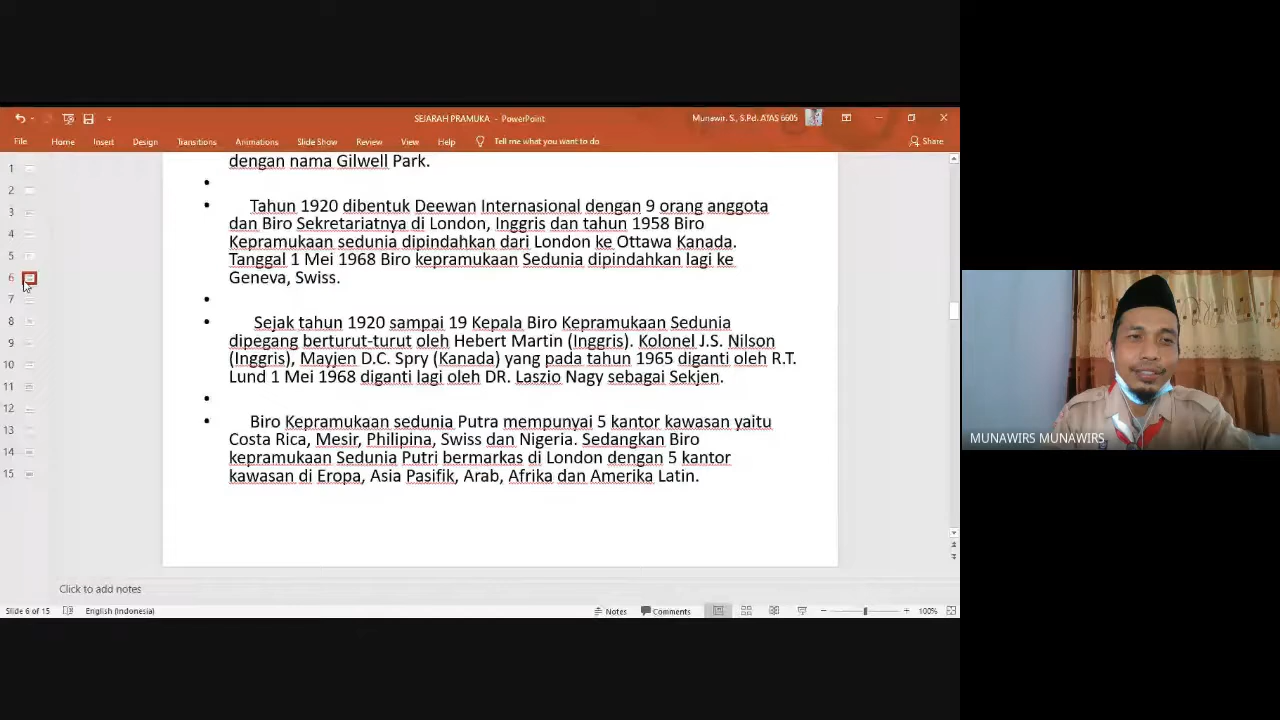 SEJARAH PRAMUKA - PowerPoint
Munawir. S., S.Pd. ATAS 6605
File Home Insert Design Transitions Animations Slide Show Review View Help Tell me what you want to do Share
1
2
3
4
5
6
7
8
9
10
11
12
13
14
15
dengan nama Gilwell Park.
Tahun 1920 dibentuk Deewan Internasional dengan 9 orang anggota
dan Biro Sekretariatnya di London, Inggris dan tahun 1958 Biro
Kepramukaan sedunia dipindahkan dari London ke Ottawa Kanada.
Tanggal 1 Mei 1968 Biro kepramukaan Sedunia dipindahkan lagi ke
Geneva, Swiss.
Sejak tahun 1920 sampai 19 Kepala Biro Kepramukaan Sedunia
dipegang berturut-turut oleh Hebert Martin (Inggris). Kolonel J.S. Nilson
(Inggris), Mayjen D.C. Spry (Kanada) yang pada tahun 1965 diganti oleh R.T.
Lund 1 Mei 1968 diganti lagi oleh DR. Laszio Nagy sebagai Sekjen.
Biro Kepramukaan sedunia Putra mempunyai 5 kantor kawasan yaitu
Costa Rica, Mesir, Philipina, Swiss dan Nigeria. Sedangkan Biro
kepramukaan Sedunia Putri bermarkas di London dengan 5 kantor
kawasan di Eropa, Asia Pasifik, Arab, Afrika dan Amerika Latin.
MUNAWIRS MUNAWIRS
Click to add notes
Slide 6 of 15 English (Indonesia) Notes Comments 100%